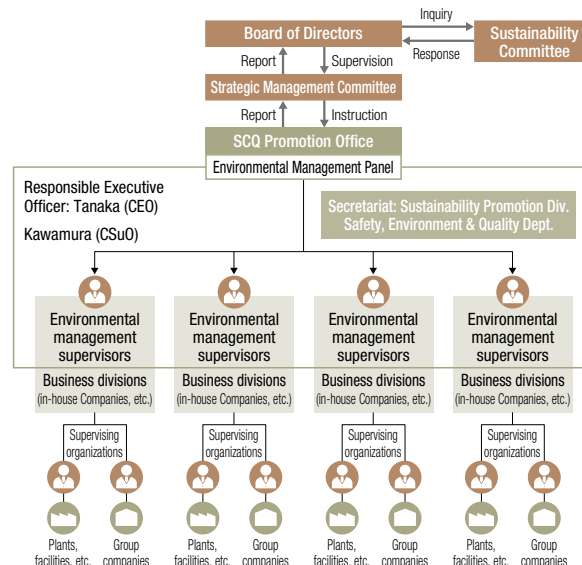 Board of Directors
Inquiry
Response
Sustainability
Committee
Report
Supervision
Strategic Management Committee
Report
Instruction
SCQ Promotion Office
Environmental Management Panel
Responsible Executive
Officer: Tanaka (CEO)
Kawamura (CSuO)
Secretariat: Sustainability Promotion Div.
Safety, Environment & Quality Dept.
Environmental
management
supervisors
Business divisions
(in-house Companies, etc.)
Supervising
organizations
Plants,
facilities, etc.
Group
companies
Environmental
management
supervisors
Business divisions
(in-house Companies, etc.)
Supervising
organizations
Plants,
facilities, etc.
Group
companies
Environmental
management
supervisors
Business divisions
(in-house Companies, etc.)
Supervising
organizations
Plants,
facilities, etc.
Group
companies
Environmental
management
supervisors
Business divisions
(in-house Companies, etc.)
Supervising
organizations
Plants,
facilities, etc.
Group
companies